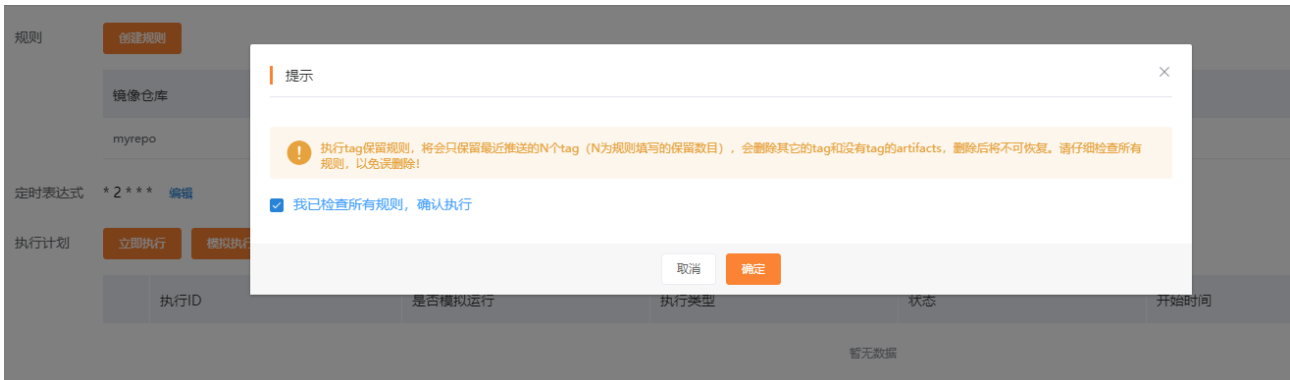 规则
创建规则
提示
镜像仓库
myrepo
执行tag保留规则，将会只保留最近推送的N个tag（N为规则填写的保留数目），会删除其它的tag和没有tag的artifacts，删除后将不可恢复。请仔细检查所有
规则，以免误删除！
定时表达式 * 2 * * * 编辑
我已检查所有规则，确认执行
执行计划
立即执行
模拟执行
取消
确定
执行ID
是否模拟运行
执行类型
状态
开始时间
暂无数据